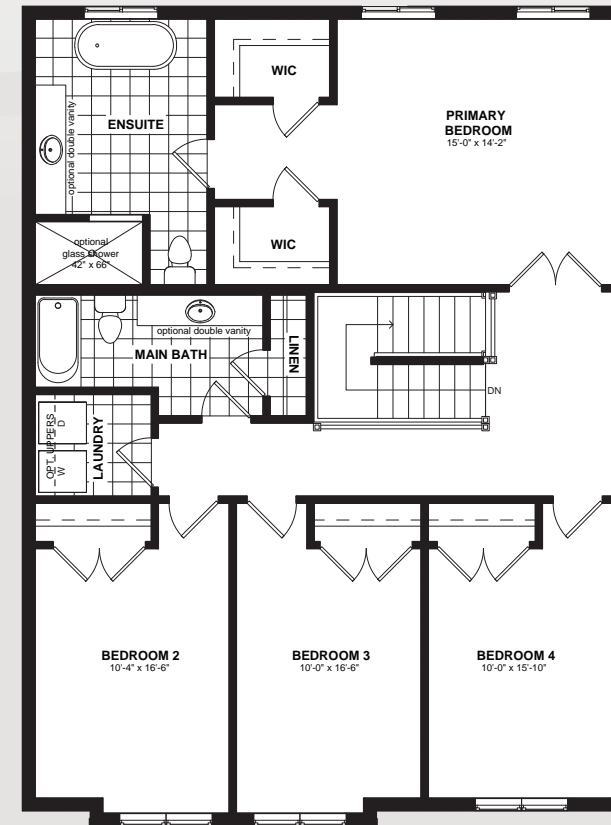 WIC
ENSUITE
optional double vanity
PRIMARY
BEDROOM
15'-0" x 14'-2"
optional
glass shower
42" x 66"
WIC
optional double vanity
MAIN BATH
LINEN
DN
OPT. UPPERS
D
W
LAUNDRY
BEDROOM 2
10'-4" x 16'-6"
BEDROOM 3
10'-0" x 16'-6"
BEDROOM 4
10'-0" x 15'-10"